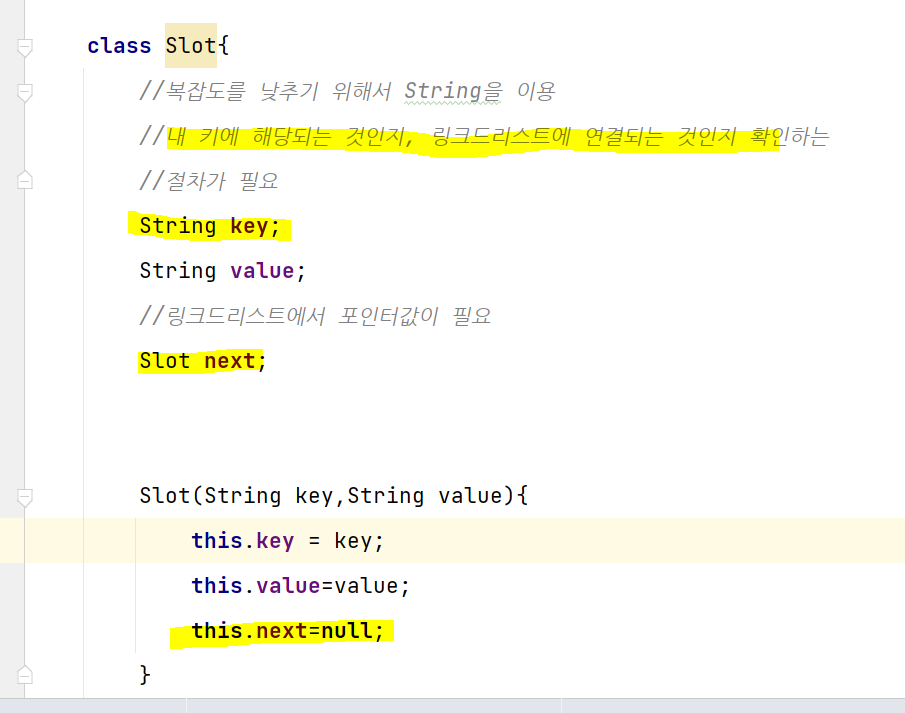 class Slot{
//복잡도를 낮추기 위해서 String을 이용
//내 키에 해당되는 것인지, 링크드리스트에 연결되는 것인지 확인하는
//절차가 필요
String key;
String value;
//링크드리스트에서 포인터값이 필요
Slot next;
Slot(String key,String value){
this.key = key;
this.value=value;
this.next=null;
}